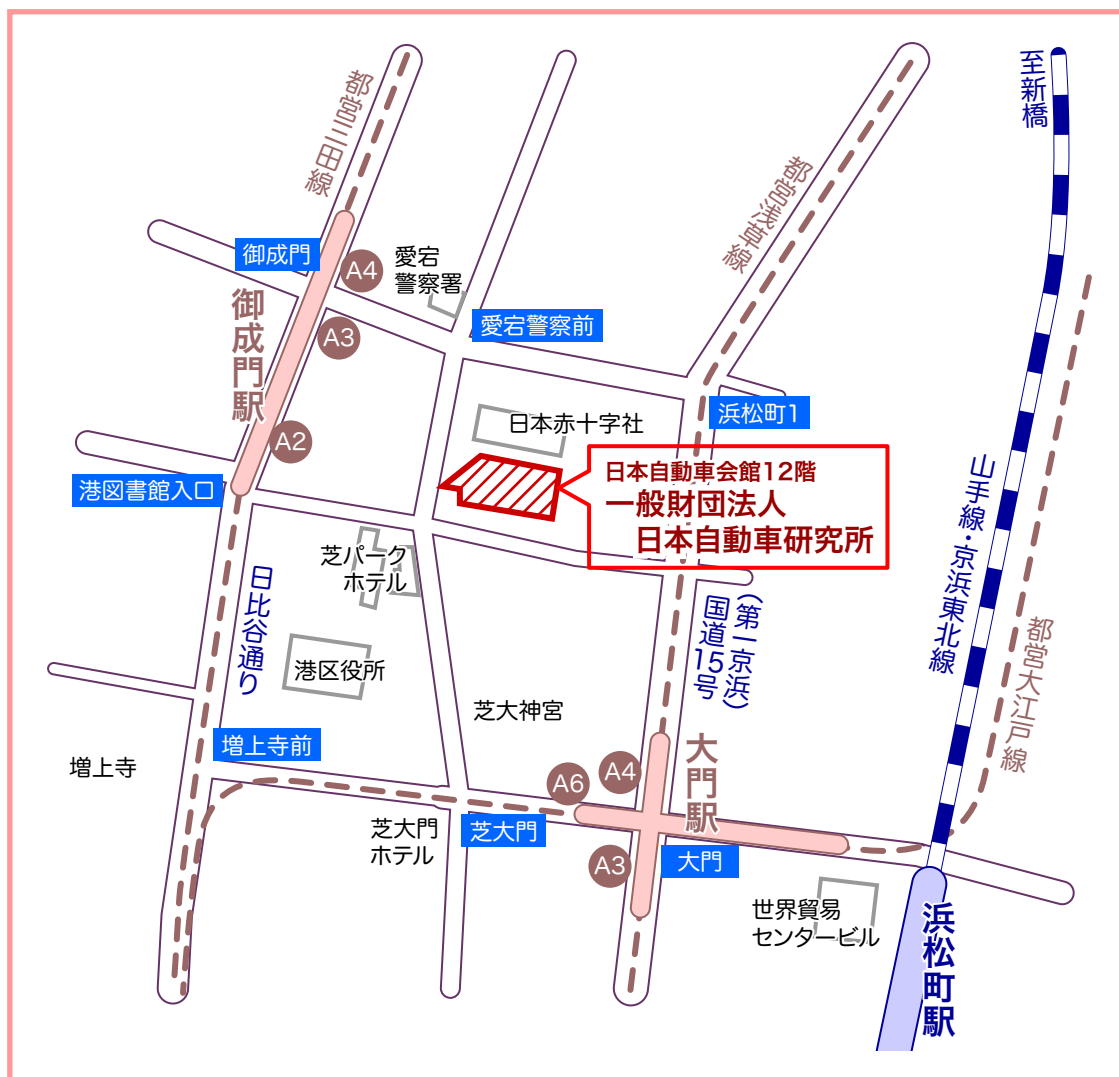 至新橋
都営三田線
都営浅草線
御成門
A4
愛宕
警察署
御成門駅
A3
愛宕警察前
浜松町1
日本赤十字社
A2
港図書館入口
日本自動車会館12階
一般財団法人
日本自動車研究所
山手線・京浜東北線
芝パーク
ホテル
日比谷通り
(第一京浜)
国道15号
都営大江戸線
港区役所
芝大神宮
増上寺前
増上寺
大門駅
A4
A6
芝大門
ホテル
芝大門
A3
大門
世界貿易
センタービル
浜松町駅